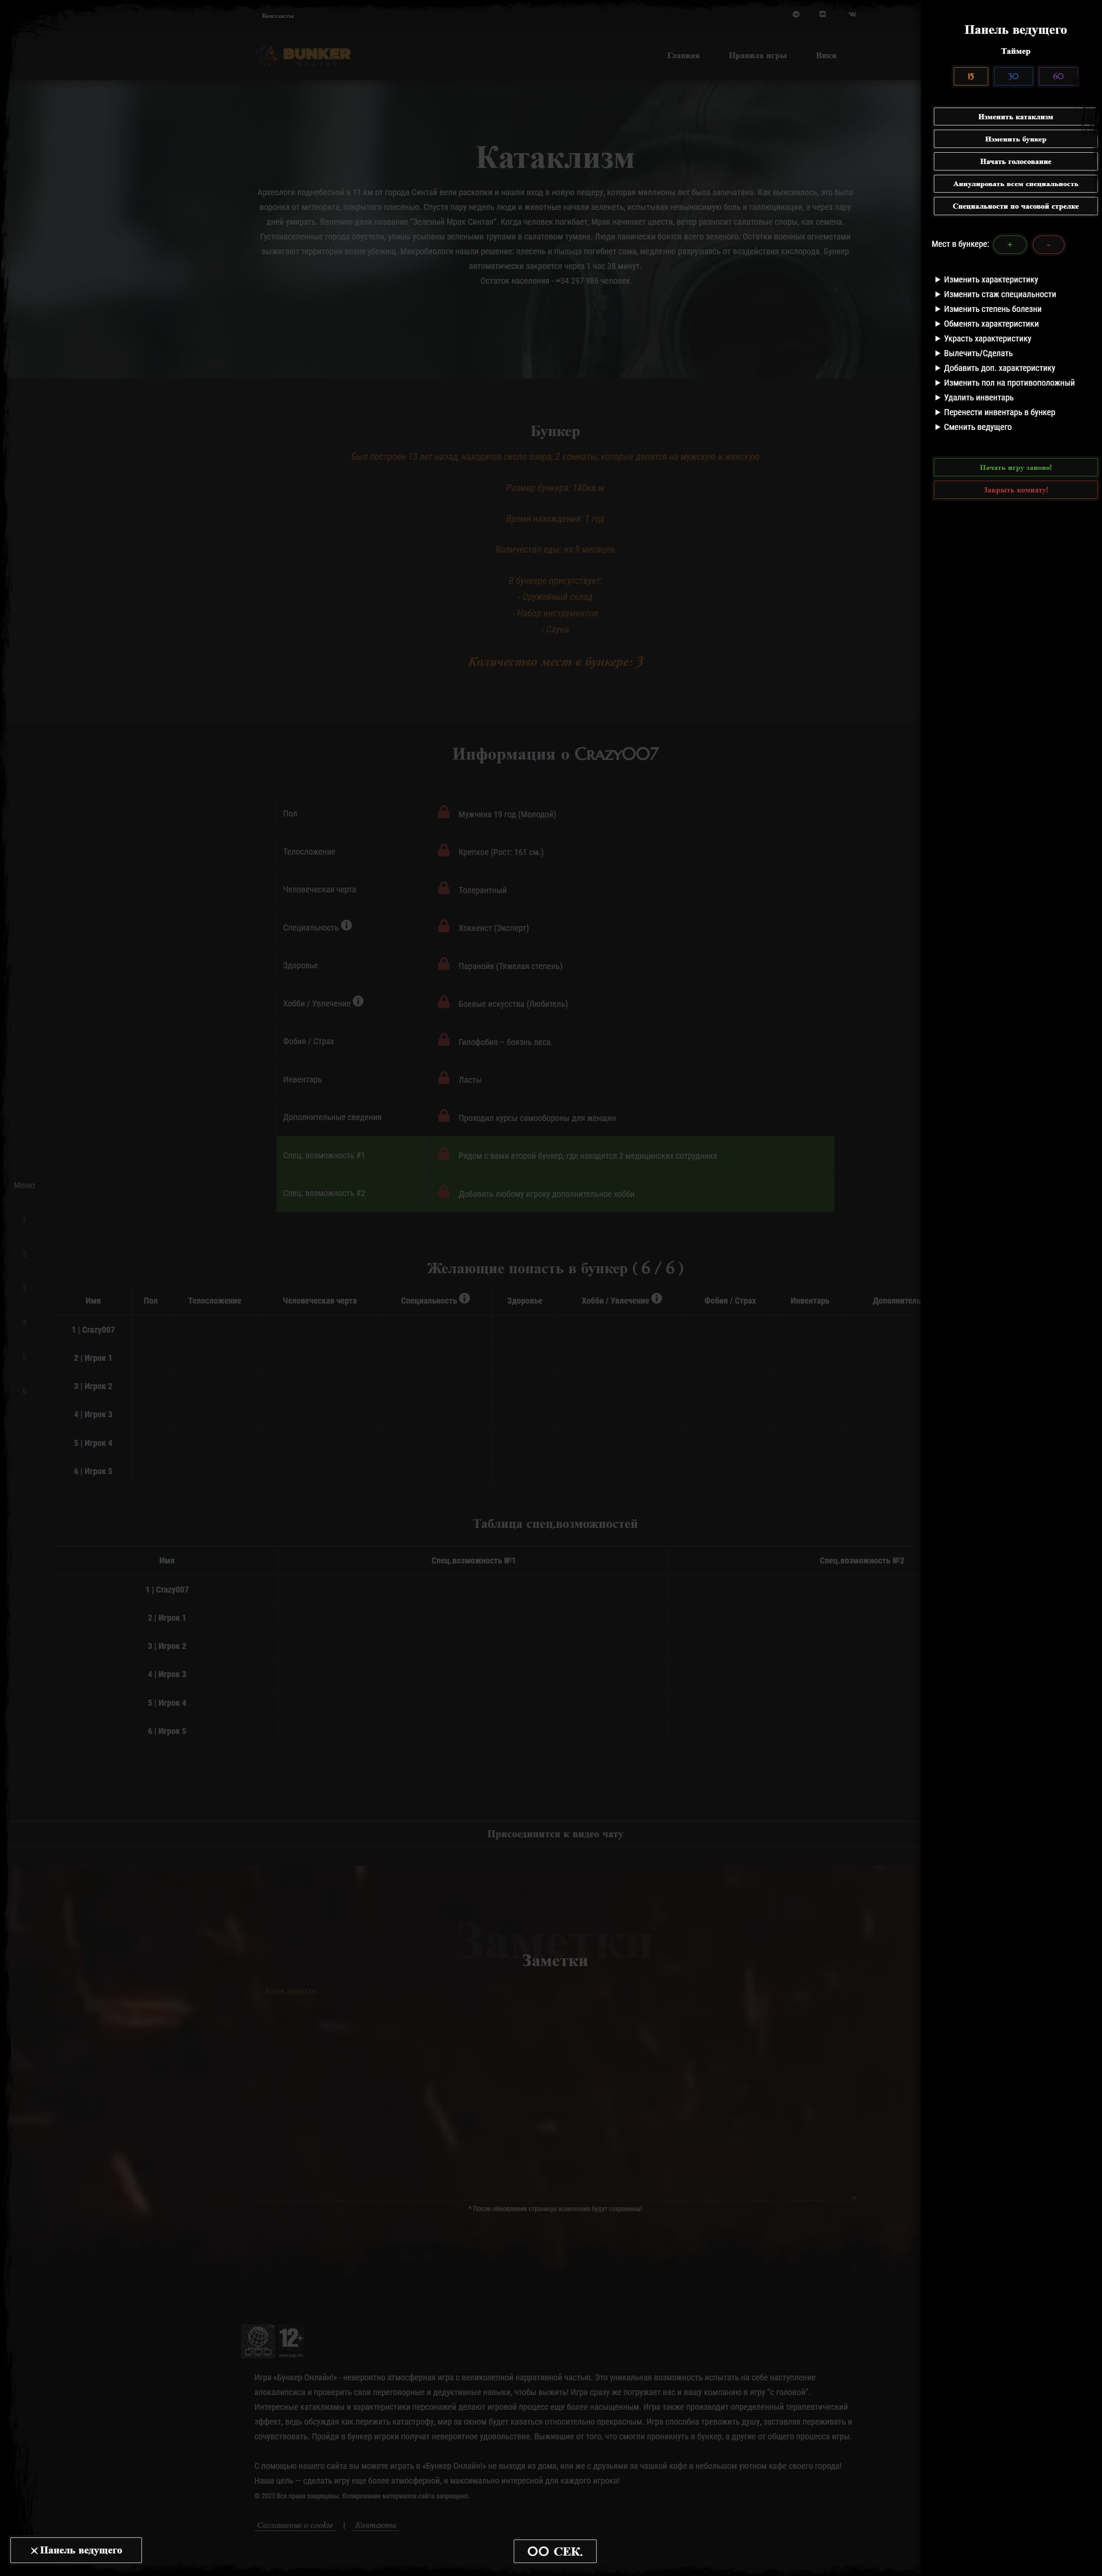 Контакты
BUNKER
Главная
Правила игры
Вики
Катаклизм
Археологи поднебесной в 11 км от города Синтай вели раскопки и нашли вход в новую пещеру, которая миллионы лет была запечатана. Как выяснилось, это была
воронка от метеорита, покрытого плесенью. Спустя пару недель люди и животные начали зеленеть, испытывая невыносимую боль и галлюцинации, а через пару
дней умирать. Явлению дали название "Зеленый Мрак Синтая". Когда человек погибает, Мрак начинает цвести, ветер разносит салатовые споры, как семена.
Густонаселенные города опустели, улицы усыпаны зелеными трупами в салатовом тумане. Люди панически боятся всего зеленого. Остатки военных огнеметами
выжигают территории возле убежищ. Микробиологи нашли решение: плесень и пыльца погибнет сама, медленно разрушаясь от воздействия кислорода. Бункер
автоматически закроется через 1 час 38 минут.
Остаток населения - ≈34 297 986 человек
Бункер
Был построен 13 лет назад, находится около озера, 2 комнаты, которые делятся на мужскую и женскую
Размер бункера: 140кв.м
Время нахождения: 1 год
Количество еды: на 9 месяцев
В бункере присутствует:
- Оружейный склад
- Набор инструментов
- Сауна
Количество мест в бункере: 3
Информация о Crazy007
Пол
Мужчина 19 год (Молодой)
Телосложение
Крепкое (Рост: 161 см.)
Человеческая черта
Толерантный
Специальность
Хоккеист (Эксперт)
Здоровье
Паранойя (Тяжелая степень)
Хобби / Увлечение
Боевые искусства (Любитель)
Фобия / Страх
Гилофобия – боязнь леса.
Инвентарь
Ласты
Дополнительные сведения
Проходил курсы самообороны для женщин
Спец. возможность #1
Рядом с вами второй бункер, где находится 2 медицинских сотрудника
Спец. возможность #2
Добавить любому игроку дополнительное хобби
Меню
1
2
3
4
5
6
Желающие попасть в бункер ( 6 / 6 )
Имя Пол Телосложение Человеческая черта Специальность Здоровье Хобби / Увлечение Фобия / Страх Инвентарь Дополнитель
1 | Crazy007
2 | Игрок 1
3 | Игрок 2
4 | Игрок 3
5 | Игрок 4
6 | Игрок 5
Таблица спец.возможностей
Имя Спец.возможность №1 Спец.возможность №2
1 | Crazy007
2 | Игрок 1
3 | Игрок 2
4 | Игрок 3
5 | Игрок 4
6 | Игрок 5
Присоединится к видео чату
Заметки
Заметки
Ваши заметки...
* После обновления страницы изменения будут сохранены!
12+
Игра «Бункер Онлайн!» - невероятно атмосферная игра с великолепной нарративной частью. Это уникальная возможность испытать на себе наступление
апокалипсиса и проверить свои переговорные и дедуктивные навыки, чтобы выжить! Игра сразу же погружает вас и вашу компанию в игру "с головой".
Интересные катаклизмы и характеристики персонажей делают игровой процесс еще более насыщенным. Игра также производит определенный терапевтический
эффект, ведь обсуждая как пережить катастрофу, мир за окном будет казаться относительно прекрасным. Игра способна тревожить душу, заставляя переживать и
сочувствовать. Пройдя в бункер игроки получат невероятное удовольствие. Выжившие от того, что смогли проникнуть в бункер, а другие от общего процесса игры.
С помощью нашего сайта вы можете играть в «Бункер Онлайн!» не выходя из дома, или же с друзьями за чашкой кофе в небольшом уютном кафе своего города!
Наша цель — сделать игру еще более атмосферной, и максимально интересной для каждого игрока!
© 2023 Все права защищены. Копирование материалов сайта запрещено.
Соглашение о cookie | Контакты
Панель ведущего
00 СЕК.
Панель ведущего
Таймер
15
30
60
Изменить катаклизм
Изменить бункер
Начать голосование
Аннулировать всем специальность
Специальности по часовой стрелке
Мест в бункере: + -
Изменить характеристику
Изменить стаж специальности
Изменить степень болезни
Обменять характеристики
Украсть характеристику
Вылечить/Сделать
Добавить доп. характеристику
Изменить пол на противоположный
Удалить инвентарь
Перенести инвентарь в бункер
Сменить ведущего
Начать игру заново!
Закрыть комнату!